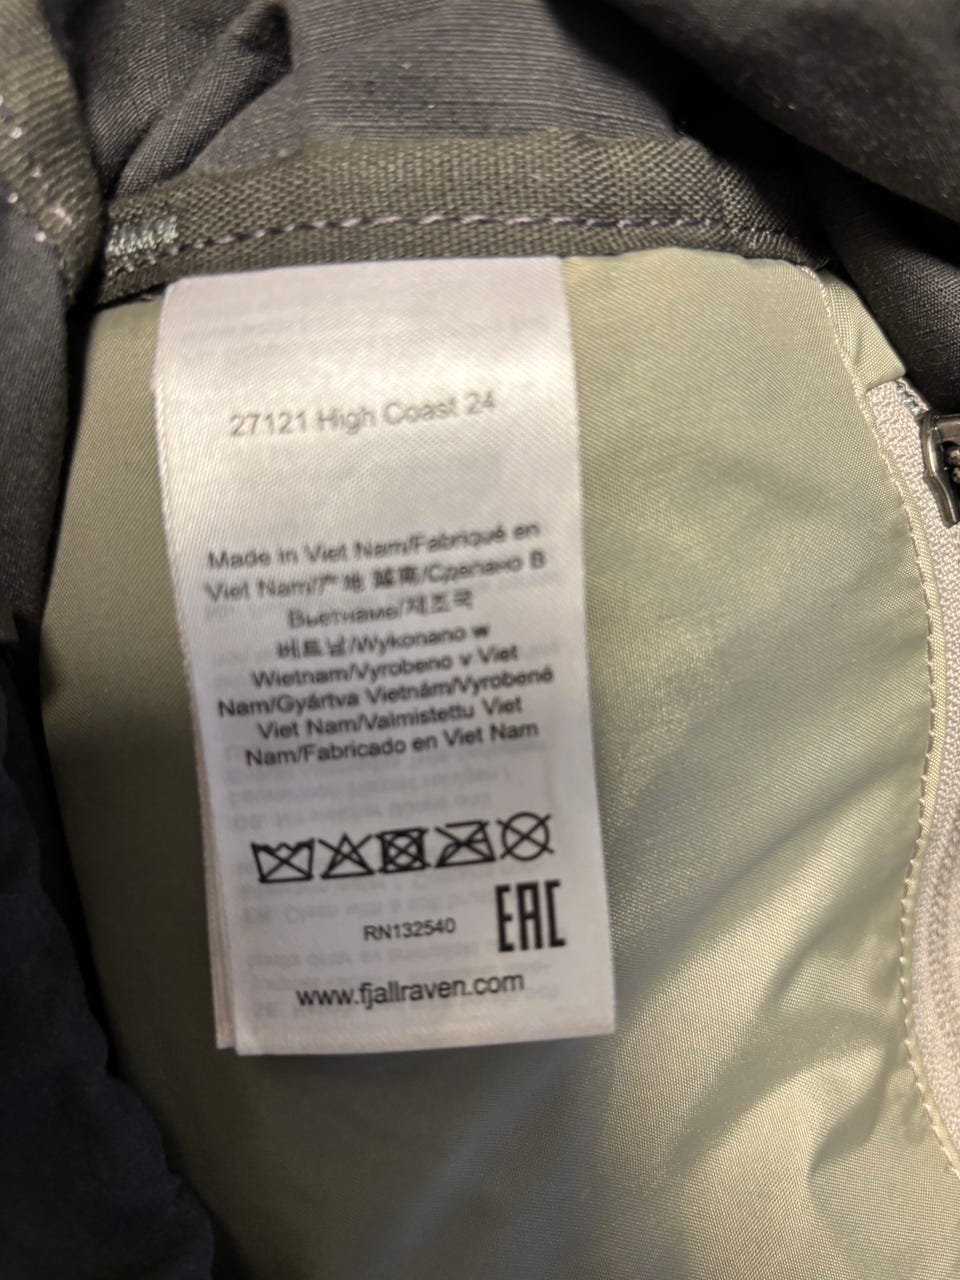 27121 High Coast 24
Made in Viet Nam/Fabriqué en
Viet Nam/产地 越南/Сделано В
Вьетнаме/제조국
베트남/Wykonano w
Wietnam/Vyrobeno v Viet
Nam/Gyártva Vietnám/Vyrobené
Viet Nam/Valmistettu Viet
Nam/Fabricado en Viet Nam
EAC
RN132540
www.fjallraven.com